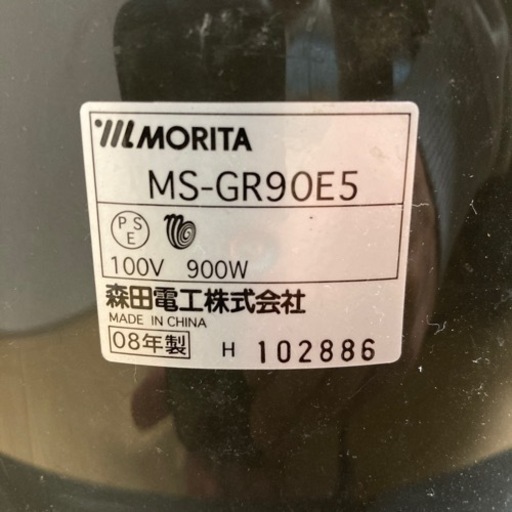 MORITA
MS-GR90E5
PS
E
100V 900W
森田電工株式会社
MADE IN CHINA
08年製 H 102886